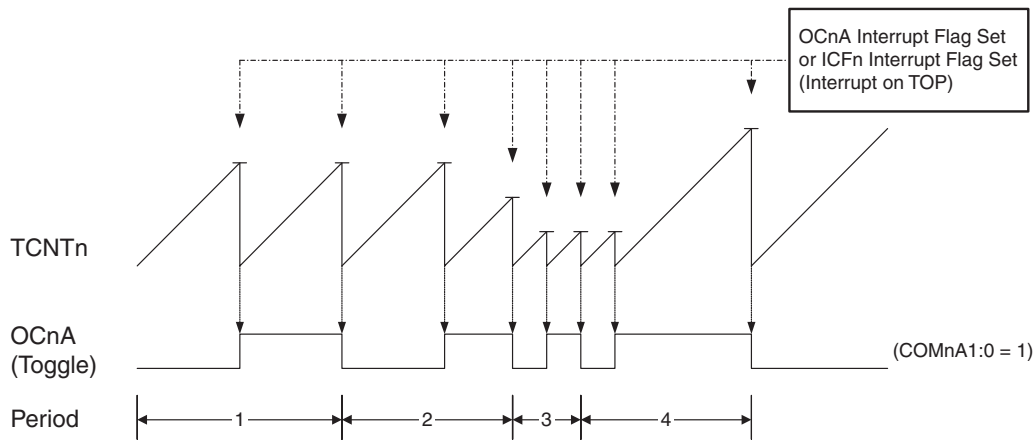 OCnA Interrupt Flag Set
or ICFn Interrupt Flag Set
(Interrupt on TOP)
TCNTn
OCnA
(Toggle)
(COMnA1:0 = 1)
Period
1
2
3
4